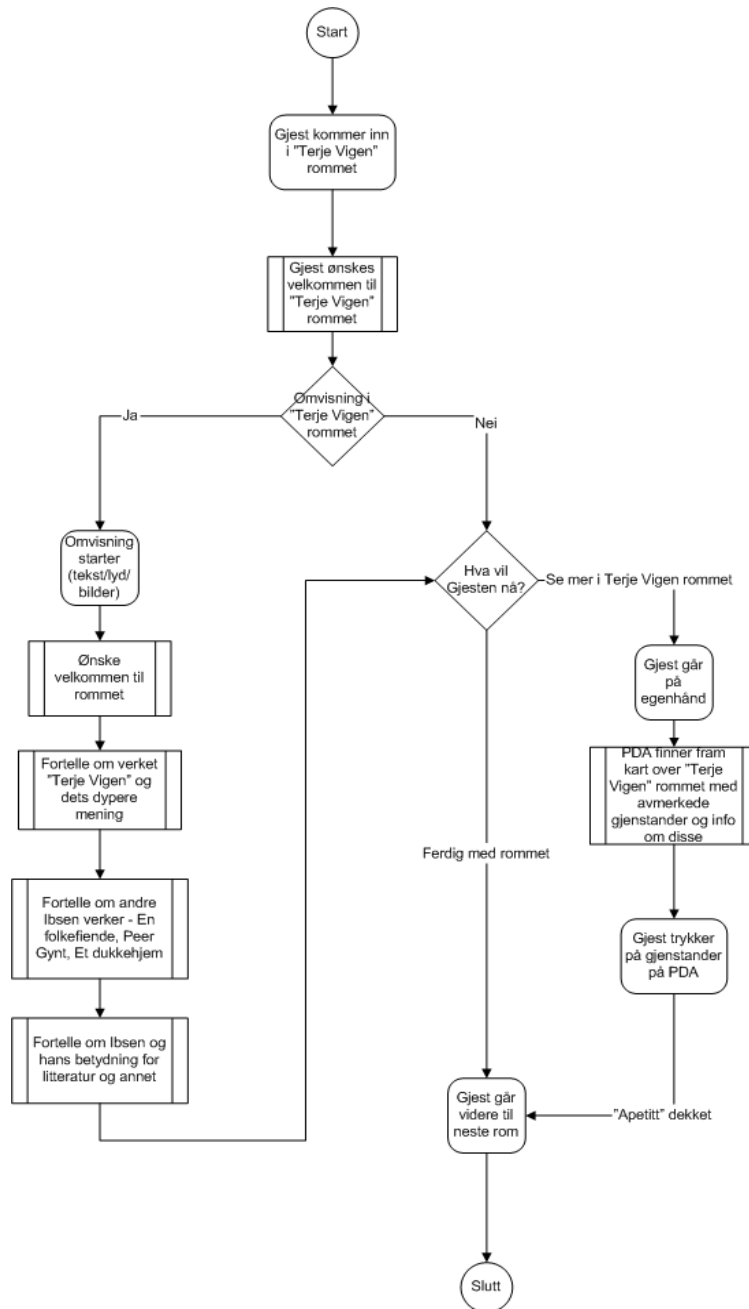 Start
Gjest kommer inn
i "Terje Vigen"
rommet
Gjest ønskes
velkommen til
"Terje Vigen"
rommet
Ømvisning i
"Terje Vigen"
rommet
Ja
Nei
Omvisning
starter
(tekst/lyd/
bilder)
Ønske
velkommen til
rommet
Fortelle om verket
"Terje Vigen" og
dets dypere
mening
Fortelle om andre
Ibsen verker - En
folkefiende, Peer
Gynt, Et dukkehjem
Fortelle om Ibsen og
hans betydning for
litteratur og annet
Hva vil
Gjesten nå?
Se mer i Terje Vigen rommet
Gjest går
på
egenhånd
PDA finner fram
kart over "Terje
Vigen" rommet med
avmerkede
gjenstander og info
om disse
Ferdig med rommet
Gjest trykker
på gjenstander
på PDA
Gjest går
videre til
neste rom
"Apetitt" dekket
Slutt